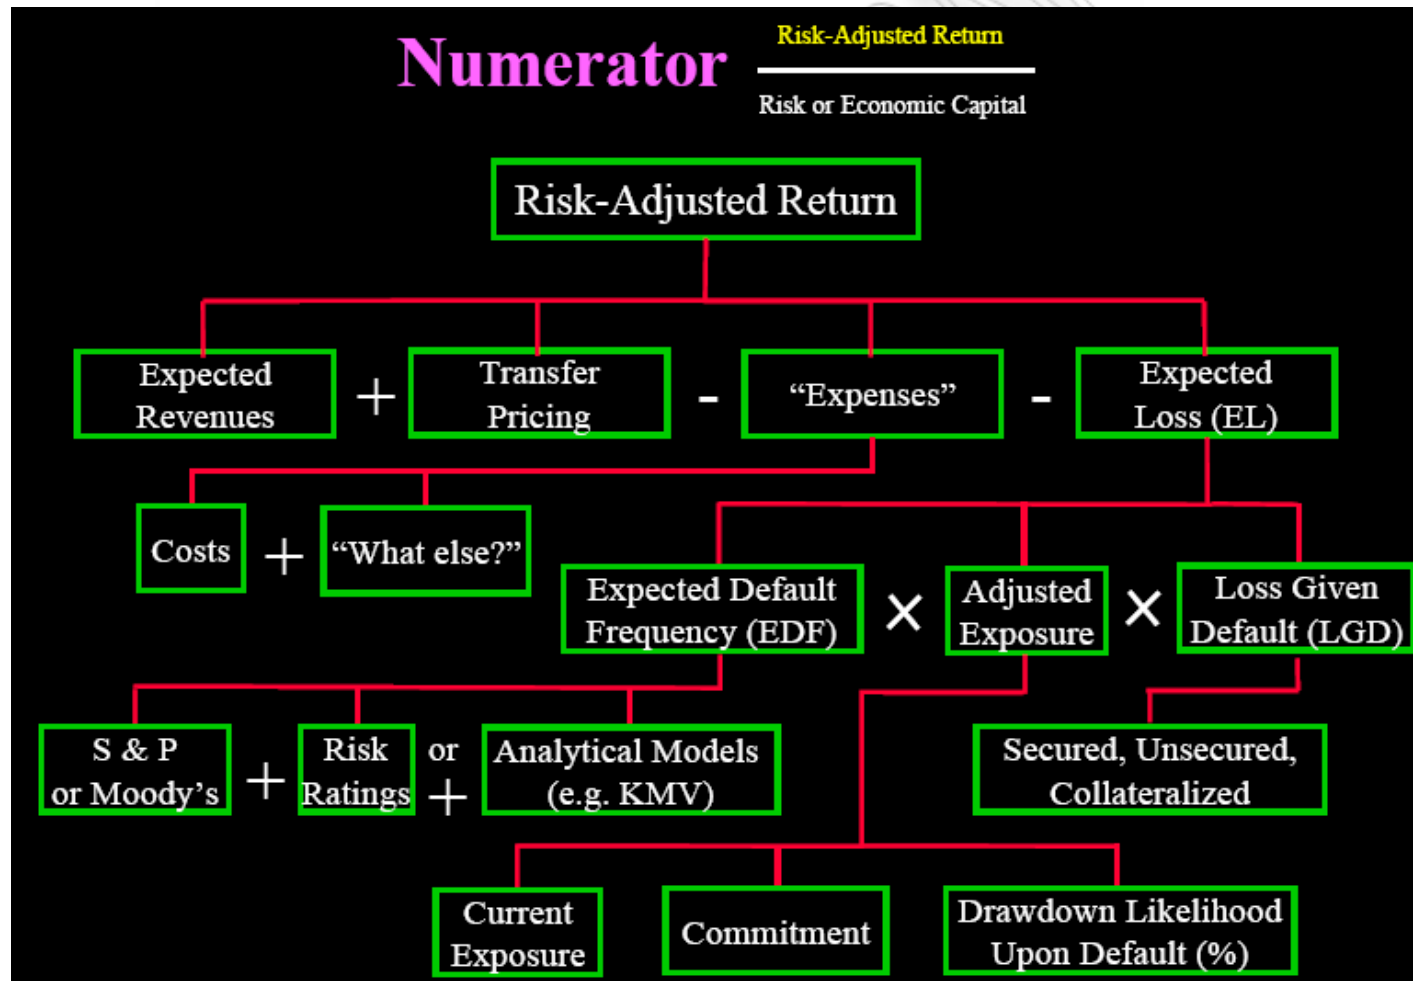 Numerator
Risk-Adjusted Return
Risk or Economic Capital
Risk-Adjusted Return
Expected
Revenues
+
Transfer
Pricing
-
“Expenses”
-
Expected
Loss (EL)
Costs
+
“What else?”
Expected Default
Frequency (EDF)
×
Adjusted
Exposure
×
Loss Given
Default (LGD)
S & P
or Moody’s
+
Risk
Ratings
or
+
Analytical Models
(e.g. KMV)
Secured, Unsecured,
Collateralized
Current
Exposure
Commitment
Drawdown Likelihood
Upon Default (%)